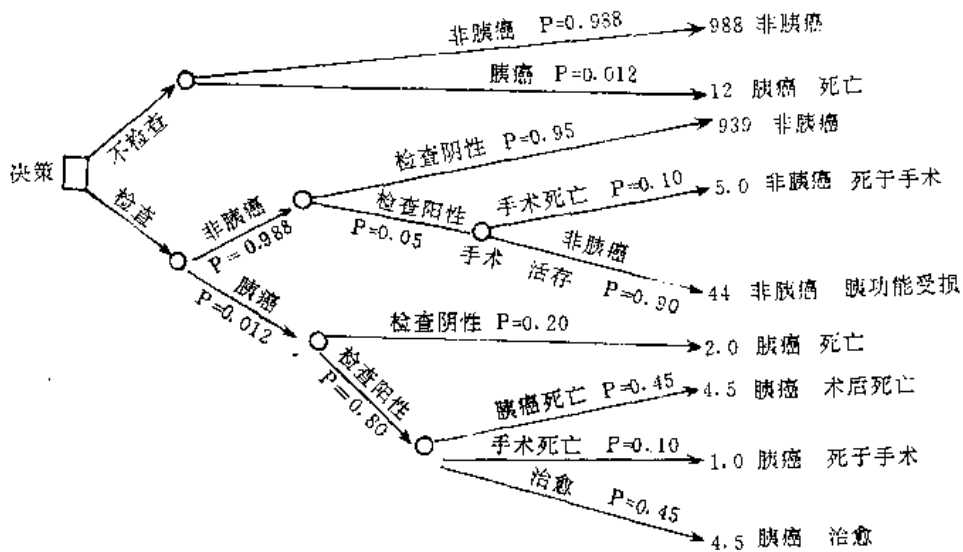 非胰癌 P=0.988
988 非胰癌
胰癌 P=0.012
12 胰癌 死亡
不检查
939 非胰癌
检查阴性 P=0.95
决策
手术死亡 P=0.10
5.0 非胰癌 死于手术
检查阳性
P=0.05
检查
非胰癌
P=0.988
非胰癌
手术 活存 P=0.90
44 非胰癌 胰功能受损
胰癌
P=0.012
检查阴性 P=0.20
2.0 胰癌 死亡
检查阳性
P=0.80
胰癌死亡 P=0.45
4.5 胰癌 术后死亡
手术死亡 P=0.10
1.0 胰癌 死于手术
治愈 P=0.45
4.5 胰癌 治愈